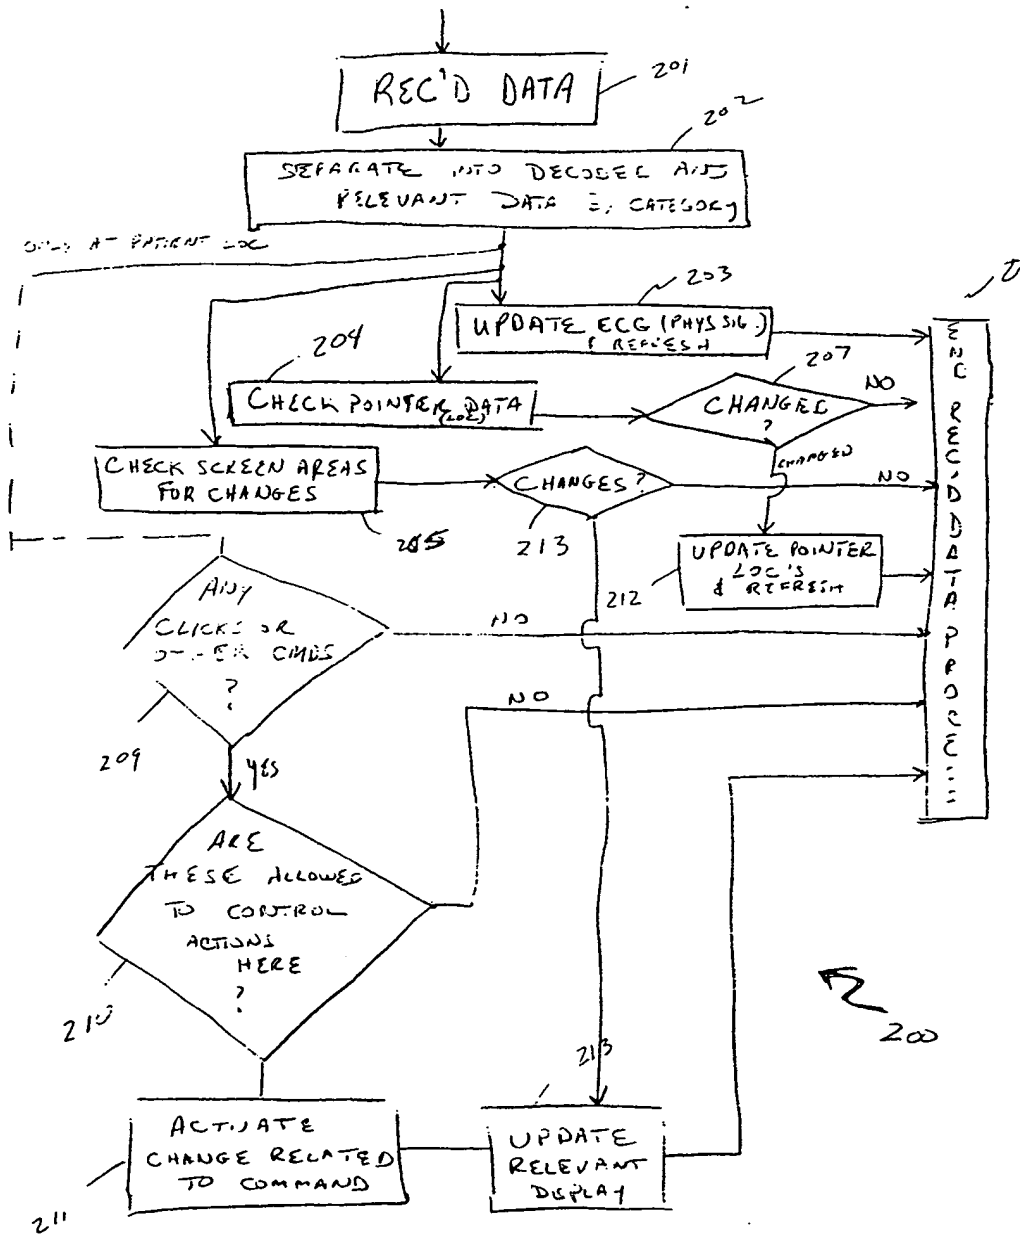 REC'D DATA
201
202
SEPARATE INTO DECODED AND
RELEVANT DATA BY CATEGORY
ONLY AT PATIENT LOC
203
UPDATE ECG (PHYS SIG.)
& REFRESH
204
CHECK POINTER DATA
(LOC)
207
CHANGED
?
NO
CHANGED
CHECK SCREEN AREAS
FOR CHANGES
CHANGES?
213
NO
UPDATE POINTER
LOC'S
& REFRESH
212
ANY
CLICKS OR
OTHER CMDS
?
NO
209
YES
NO
ARE
THESE ALLOWED
TO CONTROL
ACTIONS
HERE
?
210
200
213
ACTIVATE
CHANGE RELATED
TO COMMAND
211
UPDATE
RELEVANT
DISPLAY
END REC'D DATA